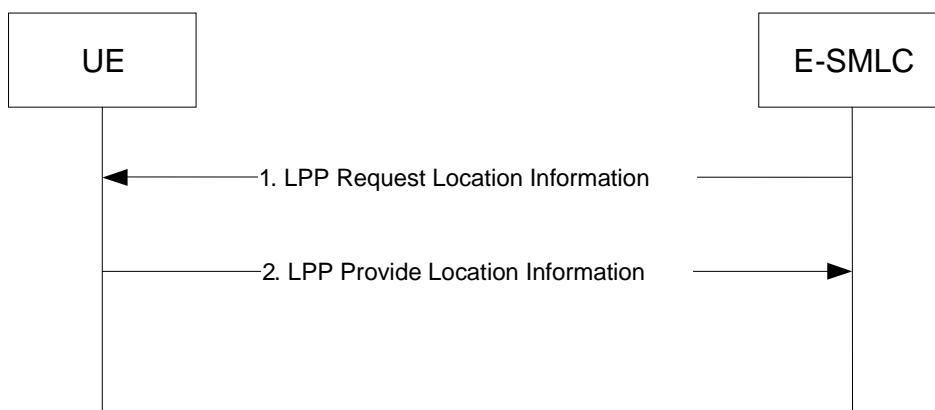 UE
E-SMLC
1. LPP Request Location Information
2. LPP Provide Location Information